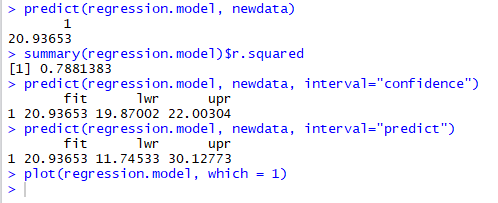 > predict(regression.model, newdata)
1
20.93653
> summary(regression.model)$r.squared
[1] 0.7881383
> predict(regression.model, newdata, interval="confidence")
fit lwr upr
1 20.93653 19.87002 22.00304
> predict(regression.model, newdata, interval="predict")
fit lwr upr
1 20.93653 11.74533 30.12773
> plot(regression.model, which = 1)
>